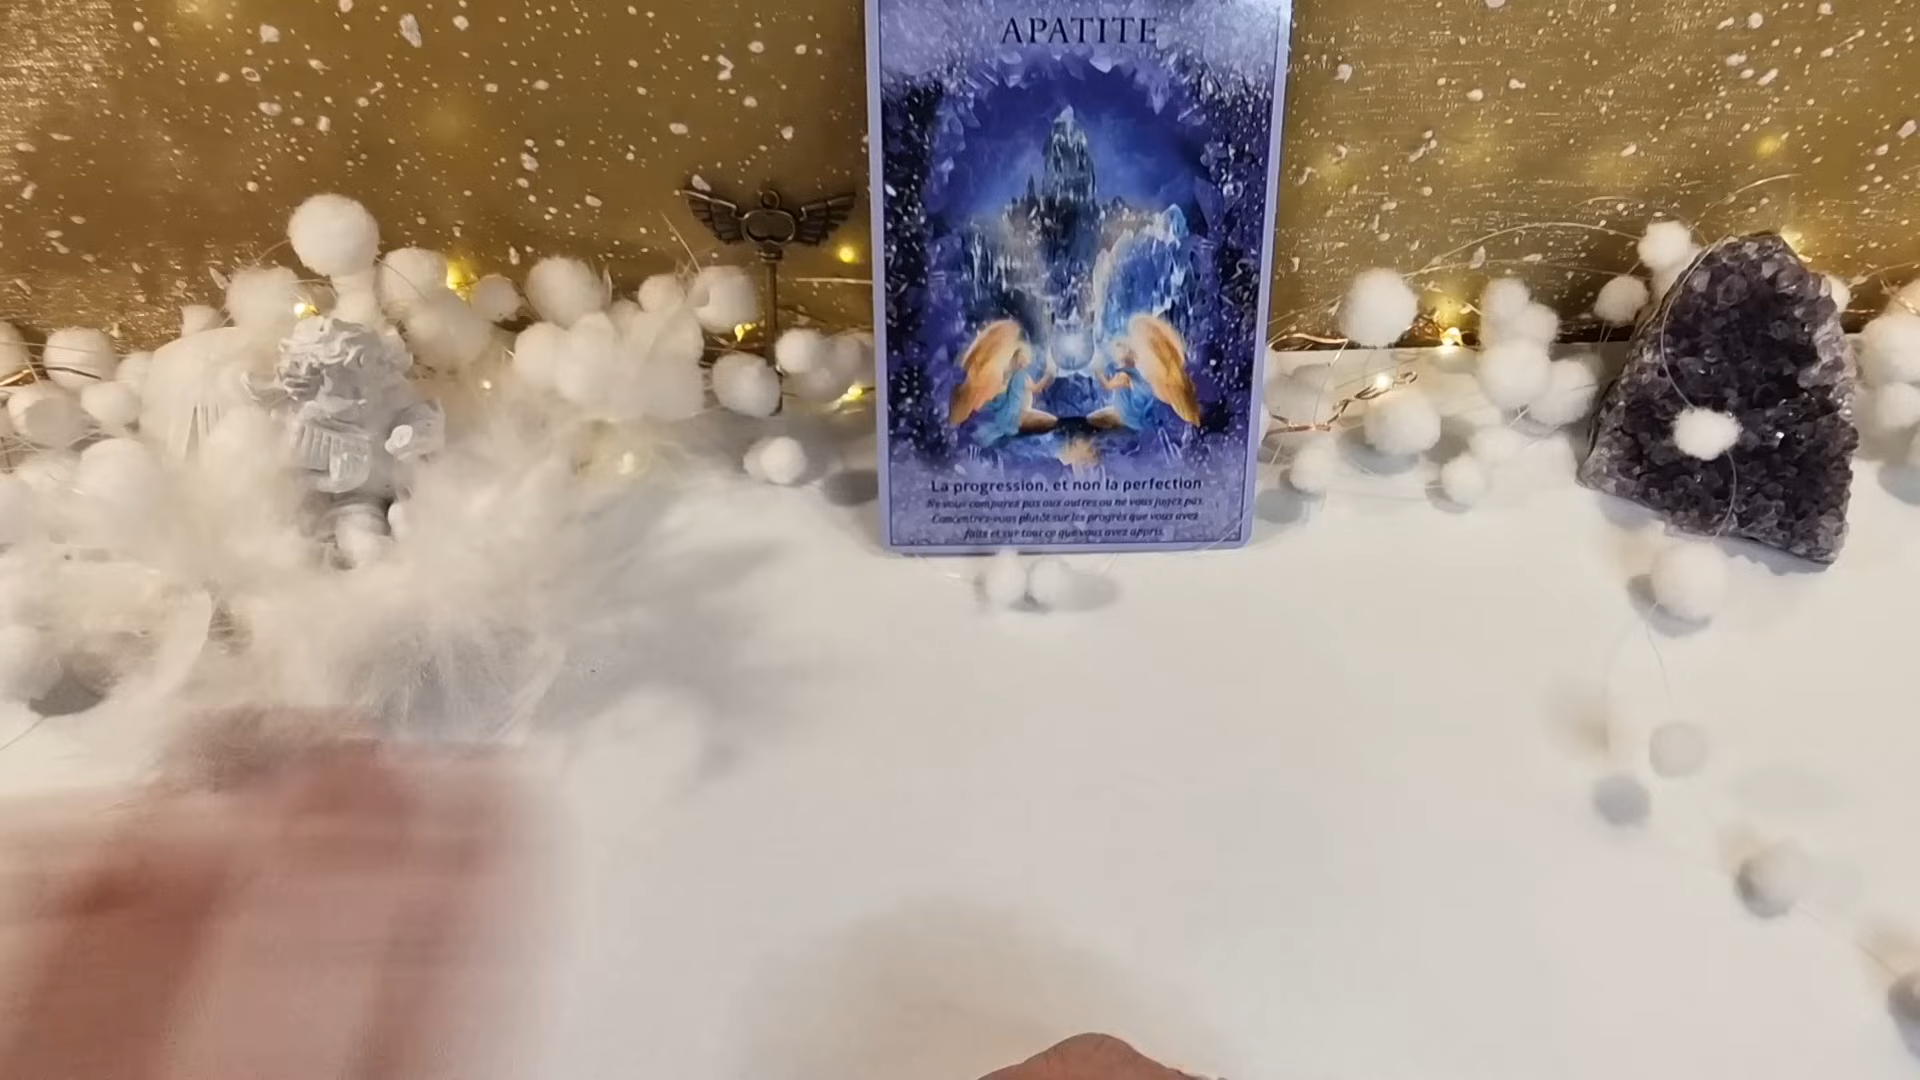 APATITE
La progression, et non la perfection
Ne vous comparez pas aux autres ou ne vous jugez pas.
Concentrez-vous plutôt sur les progrès que vous avez
faits et sur tout ce que vous avez appris.